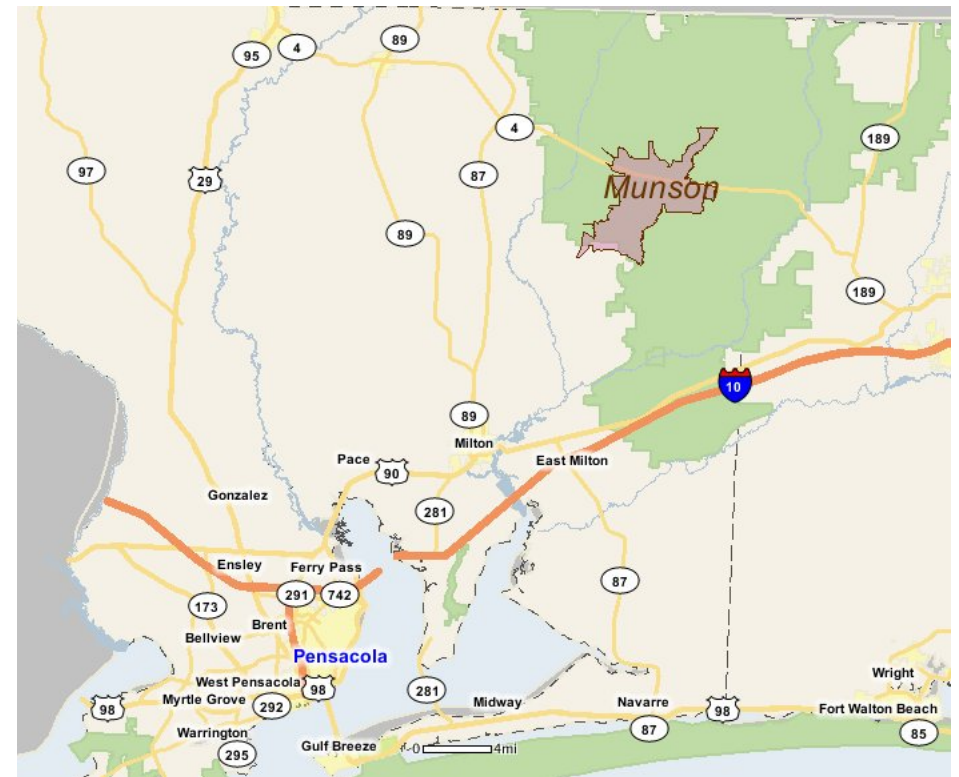 89
95
4
4
189
97
87
29
Munson
89
189
10
89
Milton
Pace
90
East Milton
Gonzalez
281
Ensley
Ferry Pass
87
291
742
173
Brent
Bellview
Pensacola
West Pensacola
98
281
Wright
Myrtle Grove
292
Midway
Navarre
98
98
Fort Walton Beach
Warrington
87
85
Gulf Breeze
0 4mi
295